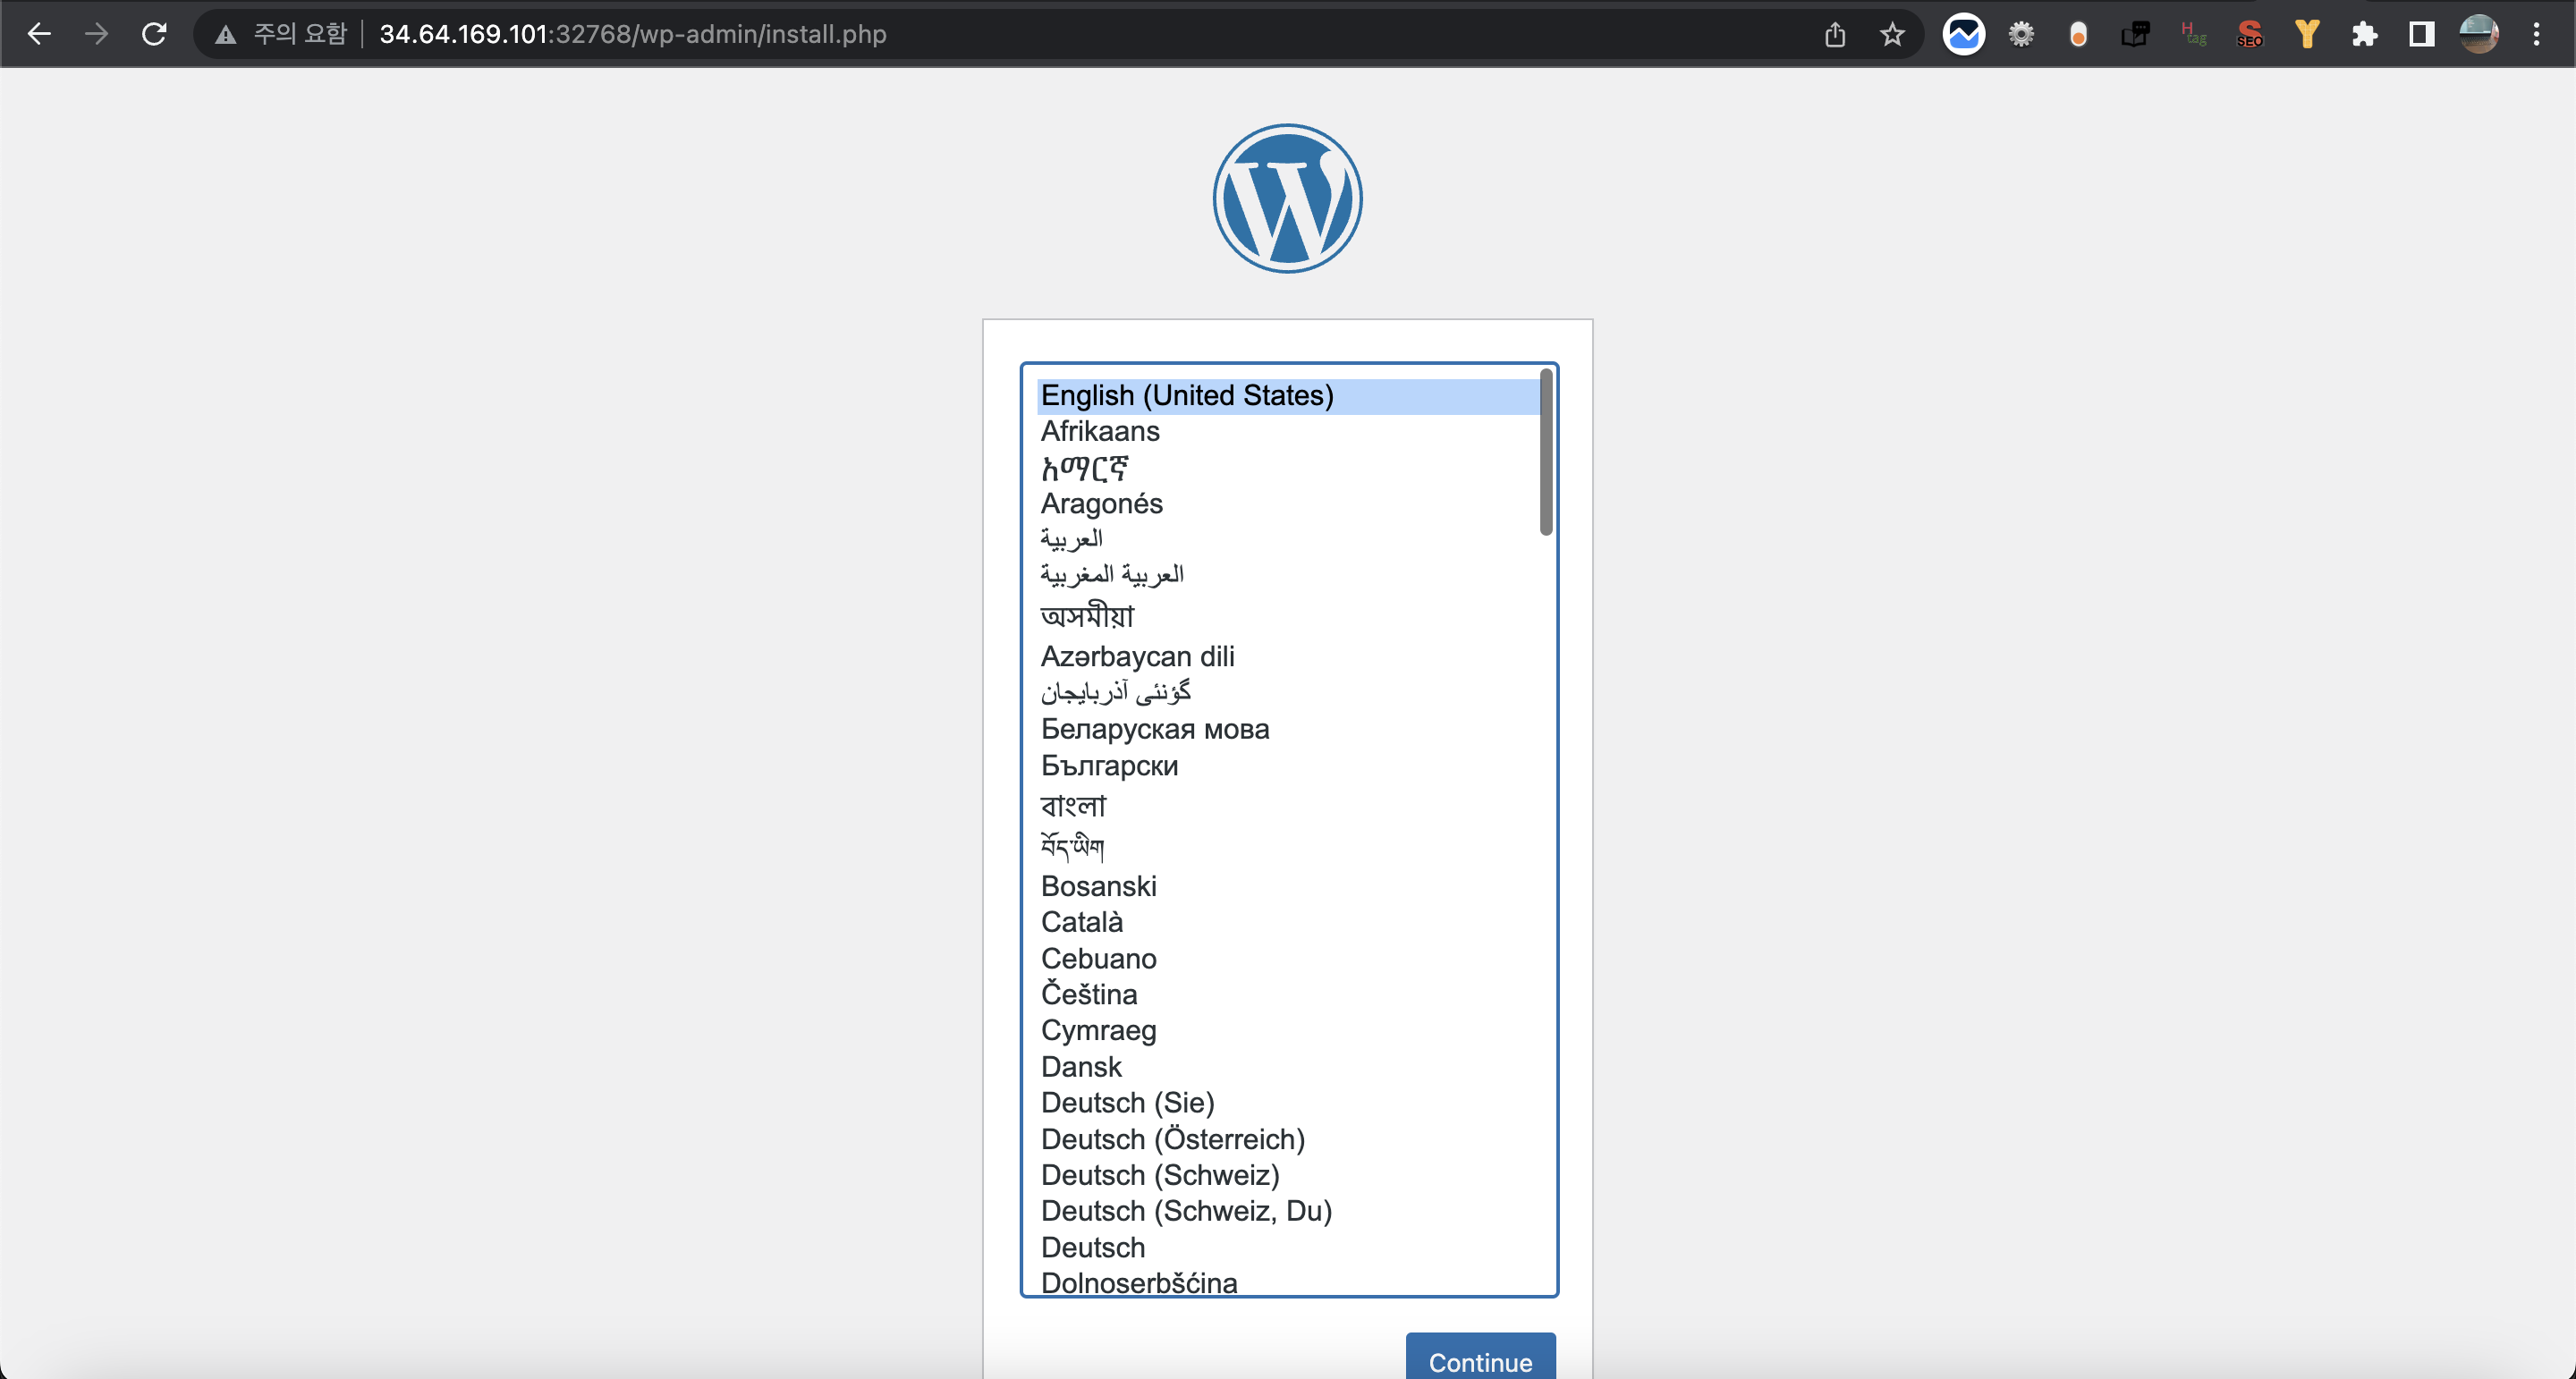 주의 요함 34.64.169.101:32768/wp-admin/install.php
H tag
S SEO
Y
W
English (United States)
Afrikaans
አማርኛ
Aragonés
العربية
العربية المغربية
অসমীয়া
Azərbaycan dili
گؤنئی آذربایجان
Беларуская мова
Български
বাংলা
བོད་ཡིག
Bosanski
Català
Cebuano
Čeština
Cymraeg
Dansk
Deutsch (Sie)
Deutsch (Österreich)
Deutsch (Schweiz)
Deutsch (Schweiz, Du)
Deutsch
Dolnoserbšćina
Continue